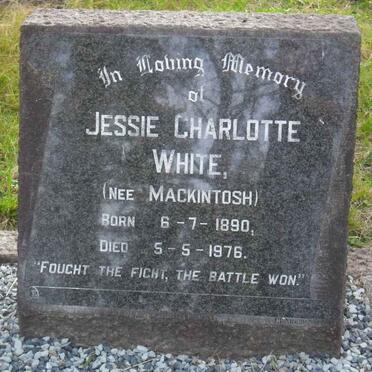 In Loving Memory
of
JESSIE CHARLOTTE
WHITE,
(NEE MACKINTOSH)
BORN 6-7-1890,
DIED 5-5-1976.
"FOUGHT THE FIGHT, THE BATTLE WON."